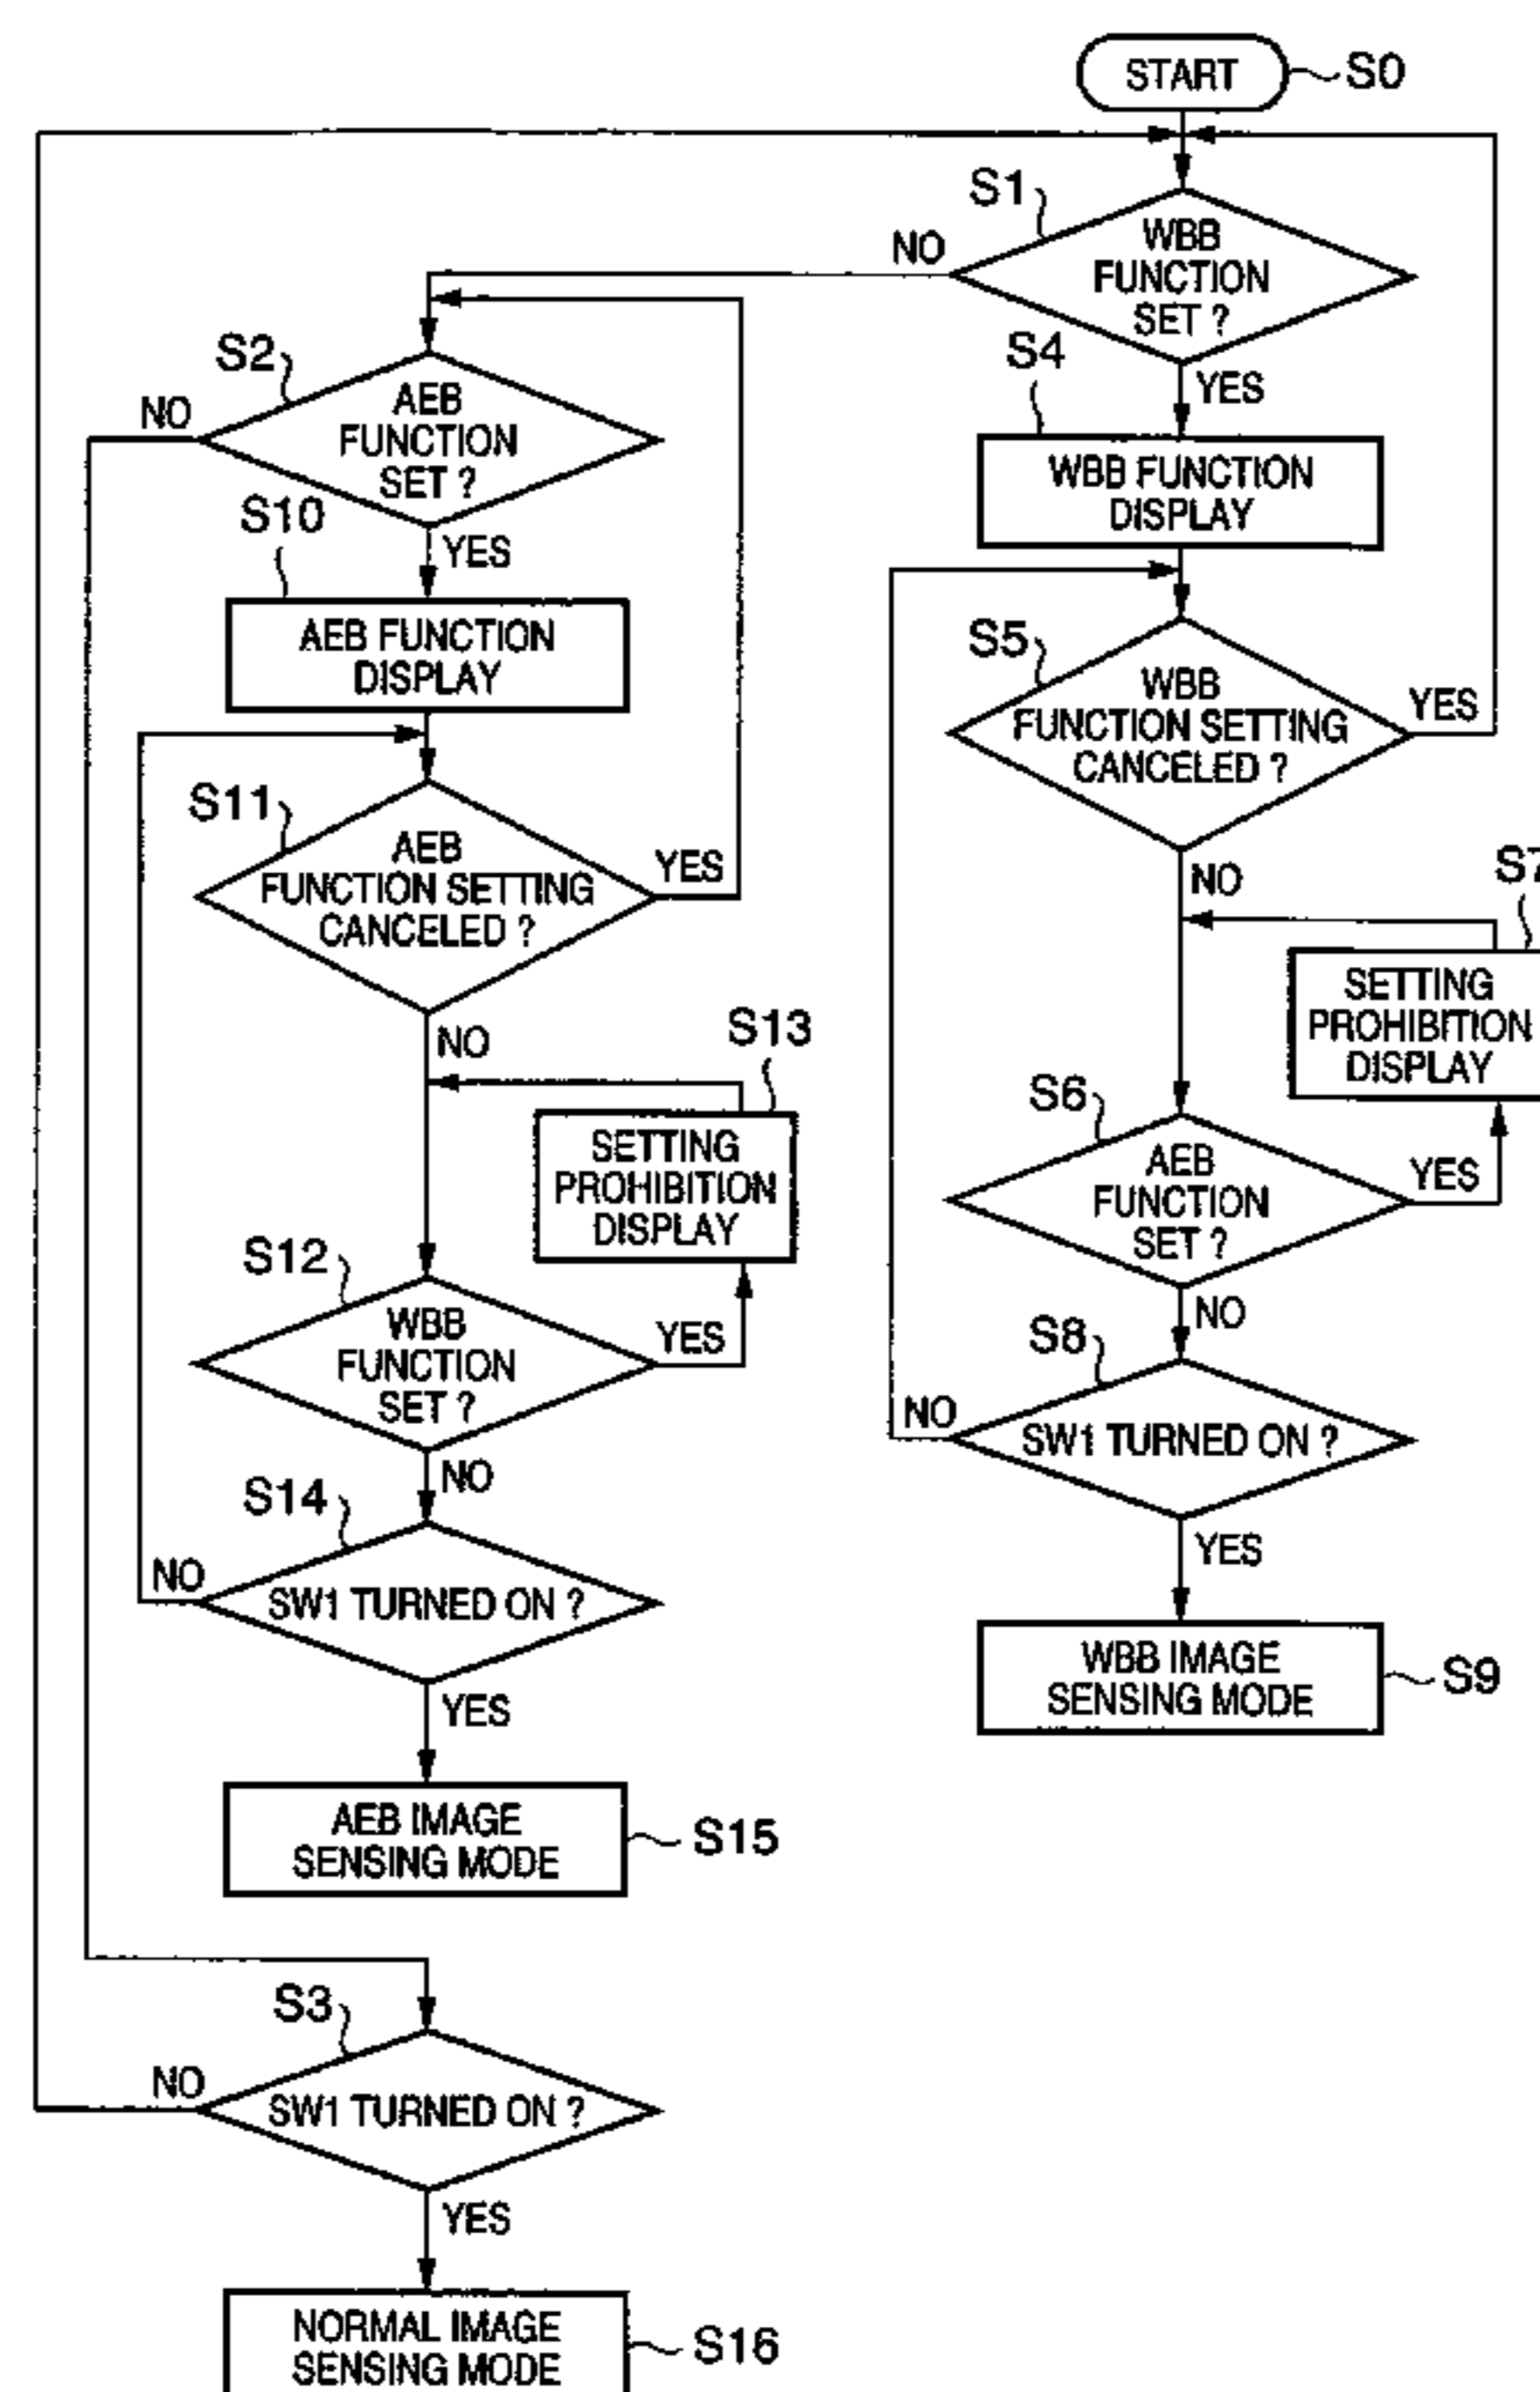 START
S0
S1
WBB
FUNCTION
SET ?
NO
YES
S2
AEB
FUNCTION
SET ?
NO
YES
S4
WBB FUNCTION
DISPLAY
S10
AEB FUNCTION
DISPLAY
S5
WBB
FUNCTION SETTING
CANCELED ?
YES
NO
S11
AEB
FUNCTION SETTING
CANCELED ?
YES
NO
S7
SETTING
PROHIBITION
DISPLAY
S13
SETTING
PROHIBITION
DISPLAY
S6
AEB
FUNCTION
SET ?
YES
NO
S12
WBB
FUNCTION
SET ?
YES
NO
S8
SW1 TURNED ON ?
NO
YES
S14
SW1 TURNED ON ?
NO
YES
WBB IMAGE
SENSING MODE
S9
AEB IMAGE
SENSING MODE
S15
S3
SW1 TURNED ON ?
NO
YES
NORMAL IMAGE
SENSING MODE
S16